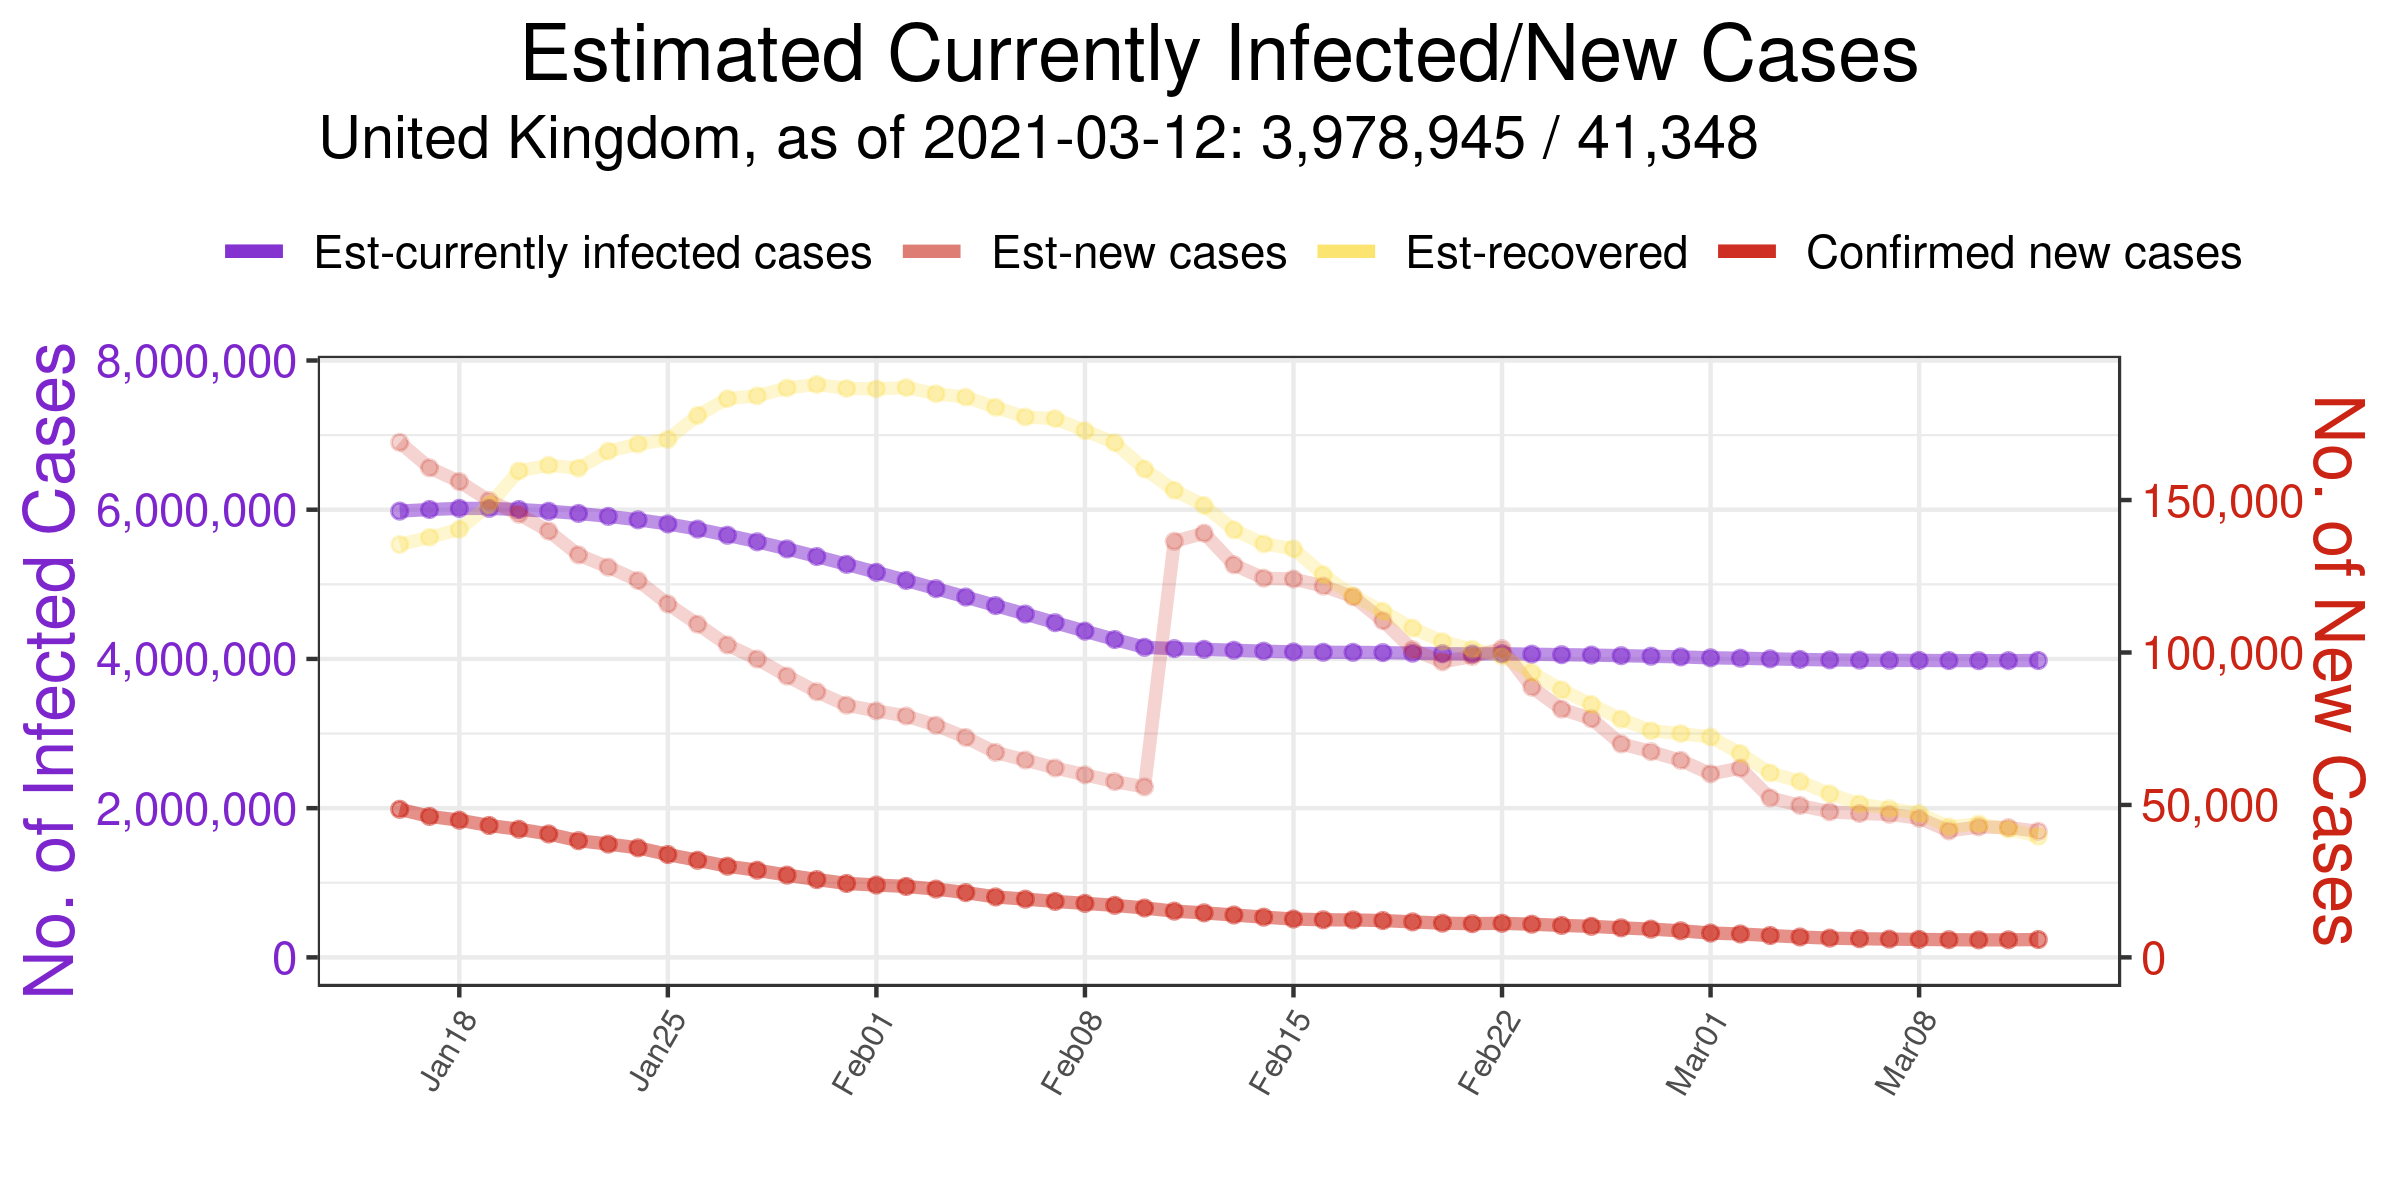 Estimated Currently Infected/New Cases
United Kingdom, as of 2021-03-12: 3,978,945 / 41,348
Est-currently infected cases Est-new cases Est-recovered Confirmed new cases
No. of Infected Cases
8,000,000
6,000,000
4,000,000
2,000,000
0
150,000
100,000
50,000
0
No. of New Cases
Jan18 Jan25 Feb01 Feb08 Feb15 Feb22 Mar01 Mar08